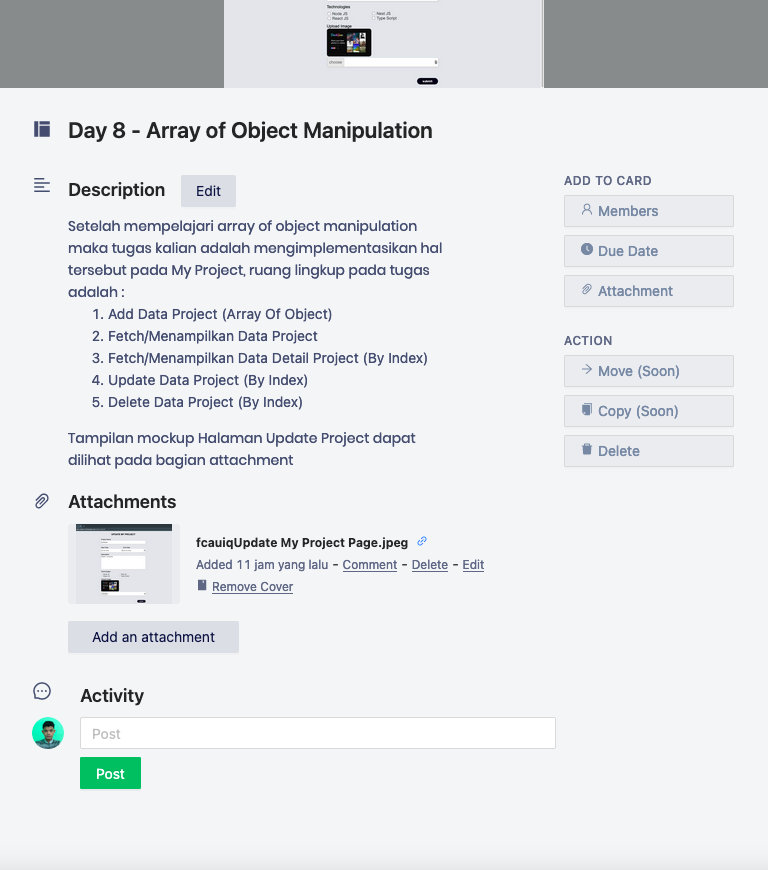 Technologies
Node JS
Next JS
React JS
Type Script
Upload Image
choose
submit
Day 8 - Array of Object Manipulation
Description
Edit
Setelah mempelajari array of object manipulation
maka tugas kalian adalah mengimplementasikan hal
tersebut pada My Project, ruang lingkup pada tugas
adalah :
1. Add Data Project (Array Of Object)
2. Fetch/Menampilkan Data Project
3. Fetch/Menampilkan Data Detail Project (By Index)
4. Update Data Project (By Index)
5. Delete Data Project (By Index)
Tampilan mockup Halaman Update Project dapat
dilihat pada bagian attachment
ADD TO CARD
Members
Due Date
Attachment
ACTION
Move (Soon)
Copy (Soon)
Delete
Attachments
UPDATE MY PROJECT
fcauiqUpdate My Project Page.jpeg
Added 11 jam yang lalu - Comment - Delete - Edit
Remove Cover
Add an attachment
Activity
Post
Post